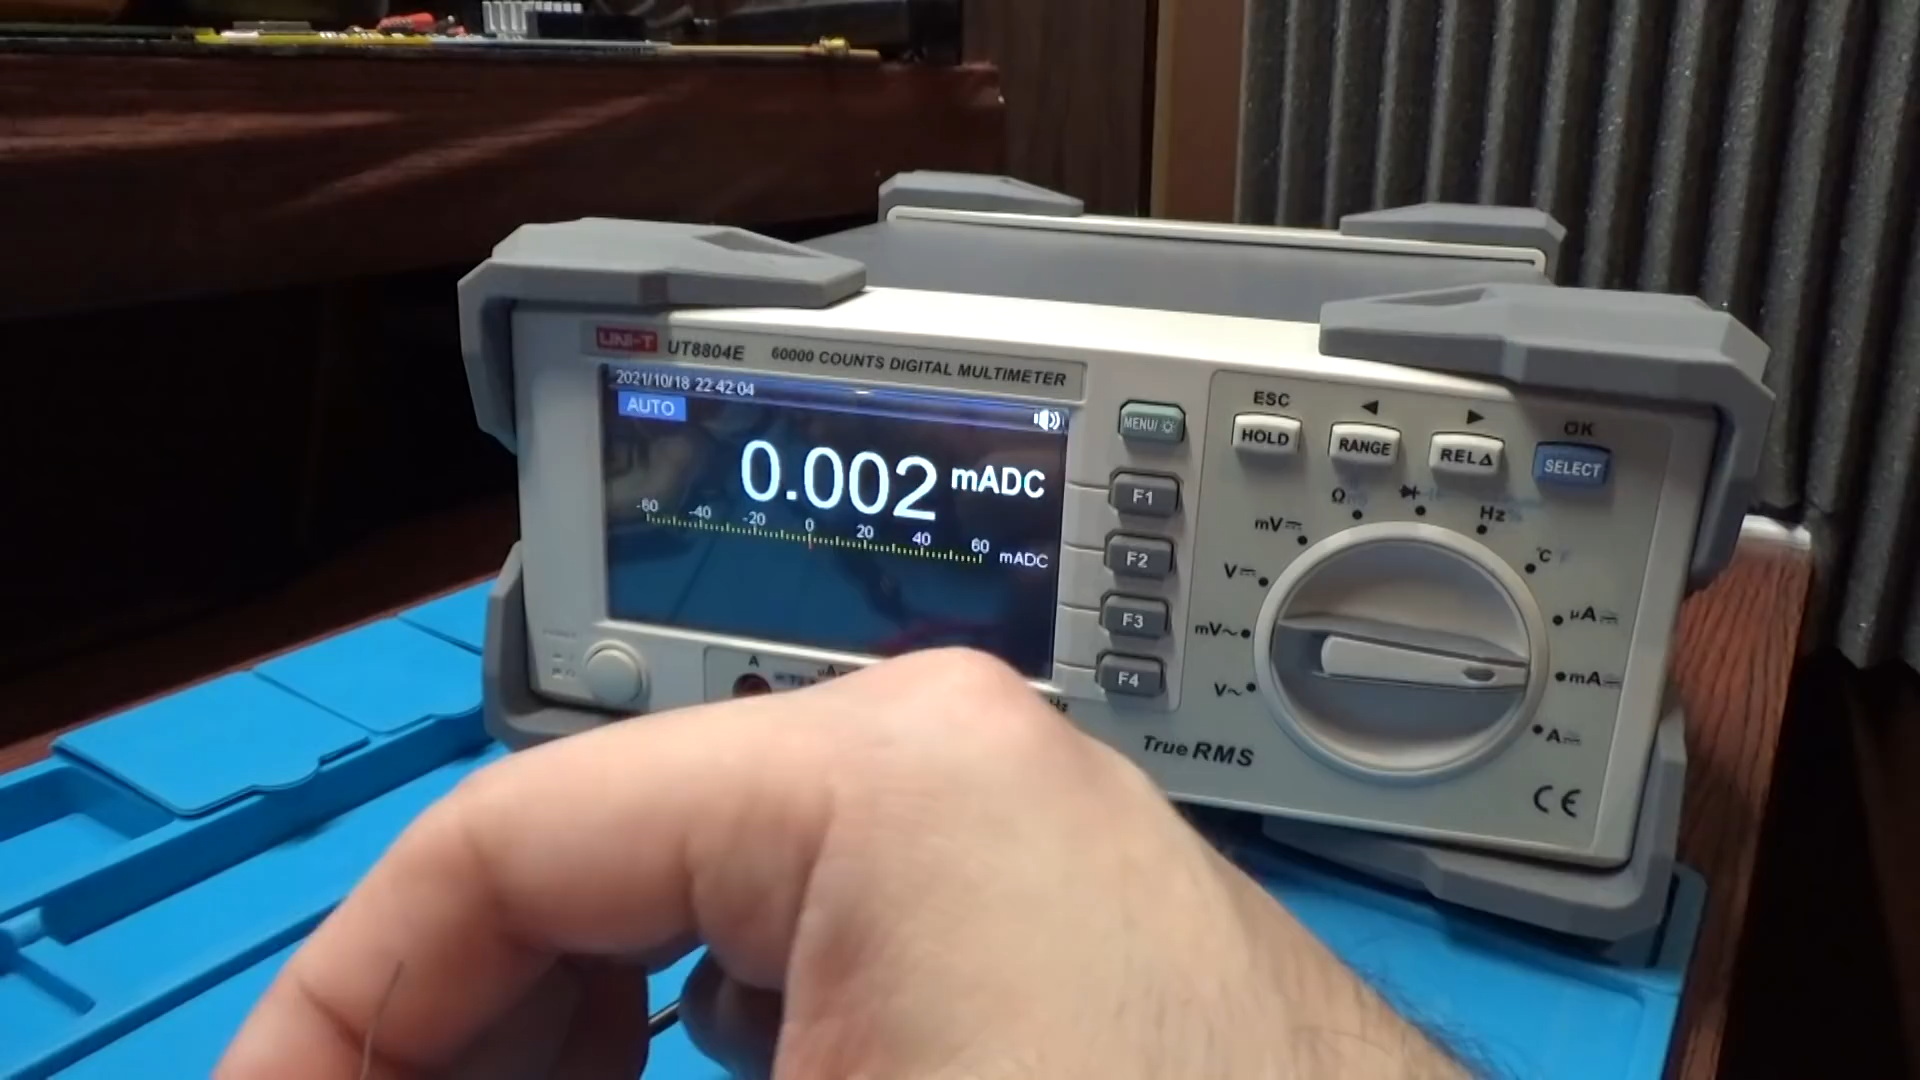 UNI-T UT8804E 60000 COUNTS DIGITAL MULTIMETER
2021/10/18 22:42:04
AUTO
0.002 mADC
-60 -40 -20 0 20 40 60 mADC
MENU/
F1
F2
F3
F4
ESC
HOLD
RANGE
REL△
OK
SELECT
Ω
Hz
mV
°C
V
µA
mV~
mA
V~
A
True RMS
CE
A
µA
Hz